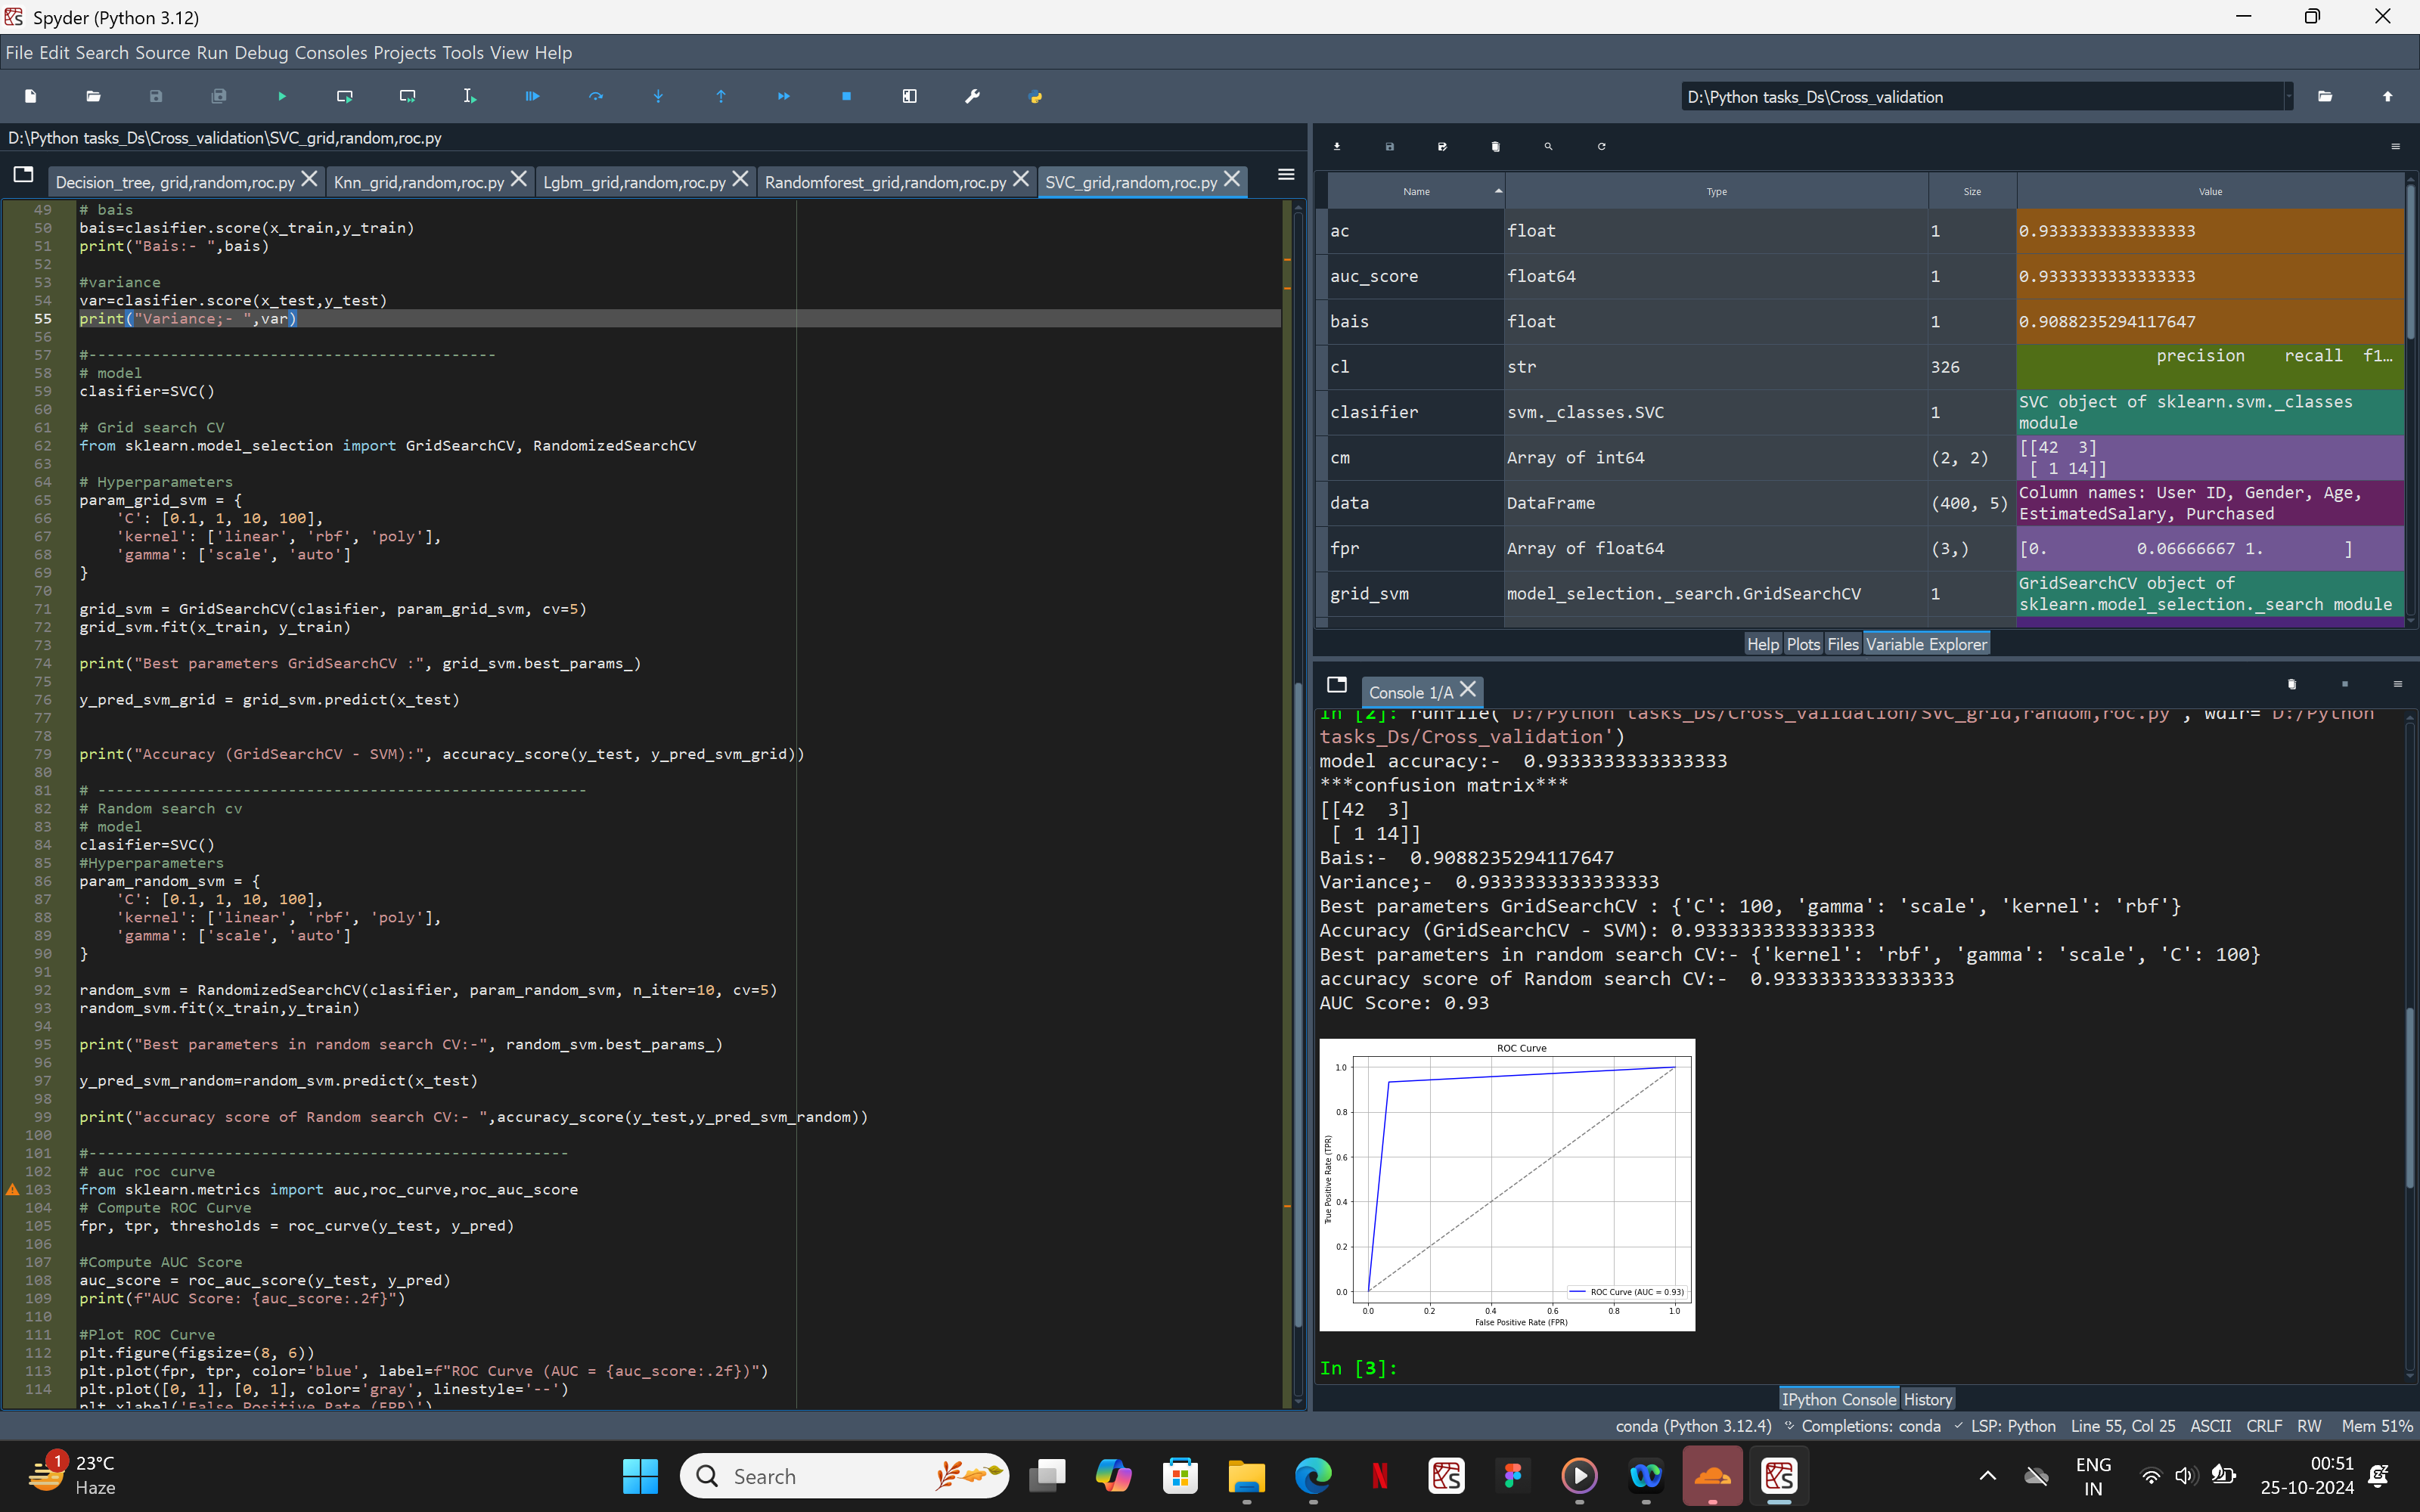 Spyder (Python 3.12)
File Edit Search Source Run Debug Consoles Projects Tools View Help
D:\Python tasks_Ds\Cross_validation
D:\Python tasks_Ds\Cross_validation\SVC_grid,random,roc.py
Decision_tree, grid,random,roc.py Knn_grid,random,roc.py Lgbm_grid,random,roc.py Randomforest_grid,random,roc.py SVC_grid,random,roc.py
49 # bais
50 bais=clasifier.score(x_train,y_train)
51 print("Bais:- ",bais)
52
53 #variance
54 var=clasifier.score(x_test,y_test)
55 print("Variance;- ",var)
56
57 #---------------------------------------------
58 # model
59 clasifier=SVC()
60
61 # Grid search CV
62 from sklearn.model_selection import GridSearchCV, RandomizedSearchCV
63
64 # Hyperparameters
65 param_grid_svm = {
66 'C': [0.1, 1, 10, 100],
67 'kernel': ['linear', 'rbf', 'poly'],
68 'gamma': ['scale', 'auto']
69 }
70
71 grid_svm = GridSearchCV(clasifier, param_grid_svm, cv=5)
72 grid_svm.fit(x_train, y_train)
73
74 print("Best parameters GridSearchCV :", grid_svm.best_params_)
75
76 y_pred_svm_grid = grid_svm.predict(x_test)
77
78
79 print("Accuracy (GridSearchCV - SVM):", accuracy_score(y_test, y_pred_svm_grid))
80
81 # ------------------------------------------------------
82 # Random search cv
83 # model
84 clasifier=SVC()
85 #Hyperparameters
86 param_random_svm = {
87 'C': [0.1, 1, 10, 100],
88 'kernel': ['linear', 'rbf', 'poly'],
89 'gamma': ['scale', 'auto']
90 }
91
92 random_svm = RandomizedSearchCV(clasifier, param_random_svm, n_iter=10, cv=5)
93 random_svm.fit(x_train,y_train)
94
95 print("Best parameters in random search CV:-", random_svm.best_params_)
96
97 y_pred_svm_random=random_svm.predict(x_test)
98
99 print("accuracy score of Random search CV:- ",accuracy_score(y_test,y_pred_svm_random))
100
101 #-----------------------------------------------------
102 # auc roc curve
103 from sklearn.metrics import auc,roc_curve,roc_auc_score
104 # Compute ROC Curve
105 fpr, tpr, thresholds = roc_curve(y_test, y_pred)
106
107 #Compute AUC Score
108 auc_score = roc_auc_score(y_test, y_pred)
109 print(f"AUC Score: {auc_score:.2f}")
110
111 #Plot ROC Curve
112 plt.figure(figsize=(8, 6))
113 plt.plot(fpr, tpr, color='blue', label=f"ROC Curve (AUC = {auc_score:.2f})")
114 plt.plot([0, 1], [0, 1], color='gray', linestyle='--')
plt.xlabel('False Positive Rate (FPR)')
Name Type Size Value
ac float 1 0.9333333333333333
auc_score float64 1 0.9333333333333333
bais float 1 0.9088235294117647
cl str 326 precision recall f1…
clasifier svm._classes.SVC 1 SVC object of sklearn.svm._classes
module
cm Array of int64 (2, 2) [[42 3]
[ 1 14]]
data DataFrame (400, 5) Column names: User ID, Gender, Age,
EstimatedSalary, Purchased
fpr Array of float64 (3,) [0. 0.06666667 1. ]
grid_svm model_selection._search.GridSearchCV 1 GridSearchCV object of
sklearn.model_selection._search module
Help Plots Files Variable Explorer
Console 1/A
In [2]: runfile('D:/Python tasks_Ds/Cross_validation/SVC_grid,random,roc.py', wdir='D:/Python
tasks_Ds/Cross_validation')
model accuracy:- 0.9333333333333333
***confusion matrix***
[[42 3]
[ 1 14]]
Bais:- 0.9088235294117647
Variance;- 0.9333333333333333
Best parameters GridSearchCV : {'C': 100, 'gamma': 'scale', 'kernel': 'rbf'}
Accuracy (GridSearchCV - SVM): 0.9333333333333333
Best parameters in random search CV:- {'kernel': 'rbf', 'gamma': 'scale', 'C': 100}
accuracy score of Random search CV:- 0.9333333333333333
AUC Score: 0.93
ROC Curve
1.0
0.8
0.6
0.4
0.2
0.0
True Positive Rate (TPR)
ROC Curve (AUC = 0.93)
0.0 0.2 0.4 0.6 0.8 1.0
False Positive Rate (FPR)
In [3]:
IPython Console History
conda (Python 3.12.4) Completions: conda LSP: Python Line 55, Col 25 ASCII CRLF RW Mem 51%
1
23°C
Haze
Search
ENG
IN
00:51
25-10-2024